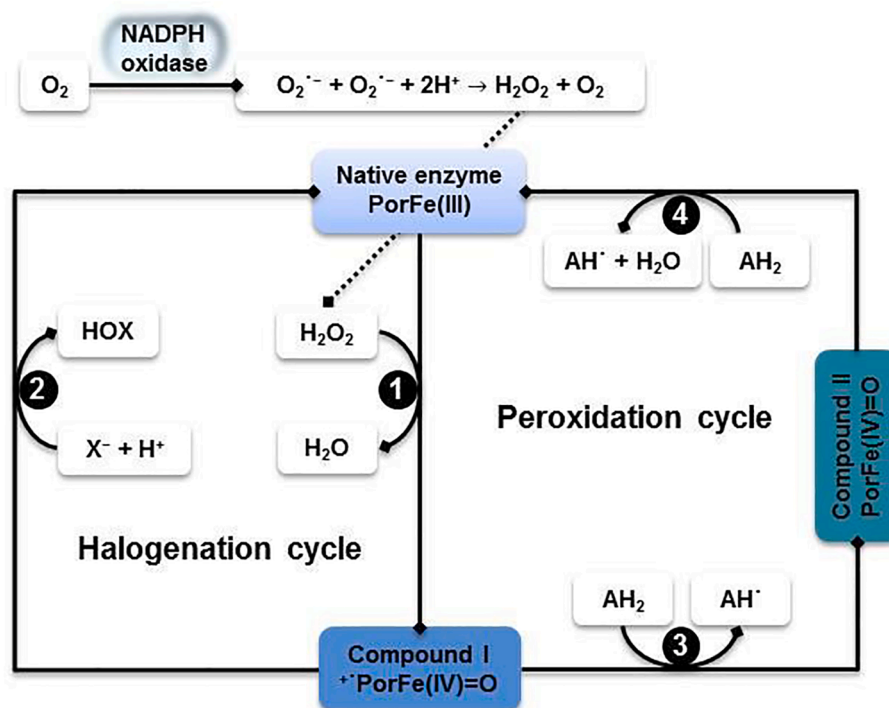 NADPH
oxidase
O₂
O₂˙⁻ + O₂˙⁻ + 2H⁺ → H₂O₂ + O₂
Native enzyme
PorFe(III)
4
AH˙ + H₂O
AH₂
HOX
H₂O₂
2
1
X⁻ + H⁺
H₂O
Peroxidation cycle
Compound II
PorFe(IV)=O
Halogenation cycle
AH₂
AH˙
3
Compound I
⁺˙PorFe(IV)=O